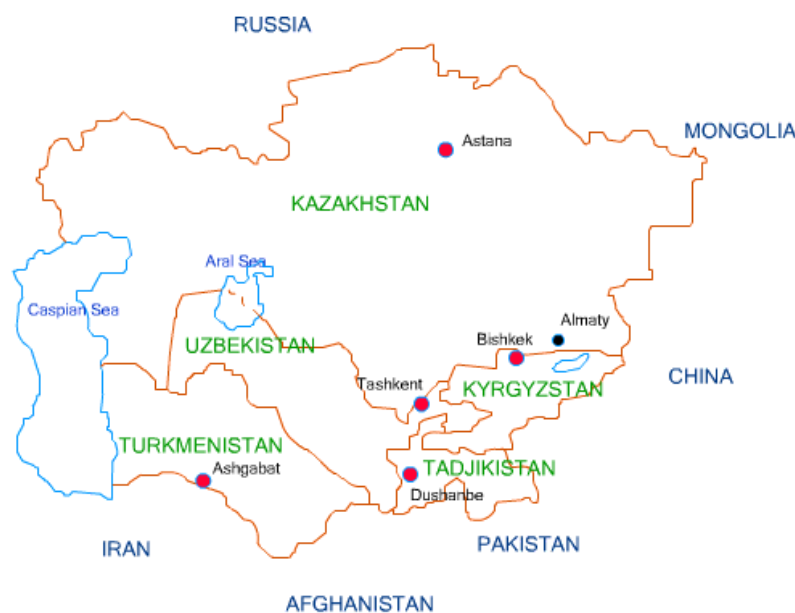 RUSSIA
MONGOLIA
Astana
KAZAKHSTAN
Aral Sea
Caspian Sea
Almaty
UZBEKISTAN
Bishkek
CHINA
Tashkent
KYRGYZSTAN
TURKMENISTAN
Ashgabat
TADJIKISTAN
Dushanbe
IRAN
PAKISTAN
AFGHANISTAN